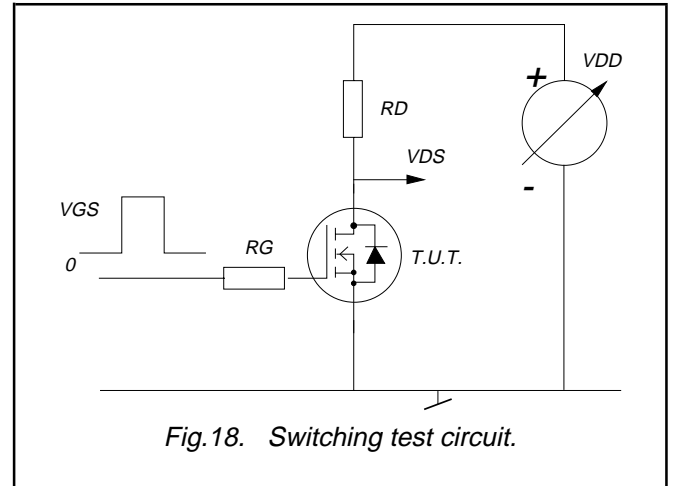 VDD
+
RD
VDS
-
VGS
RG
T.U.T.
0
Fig.18. Switching test circuit.